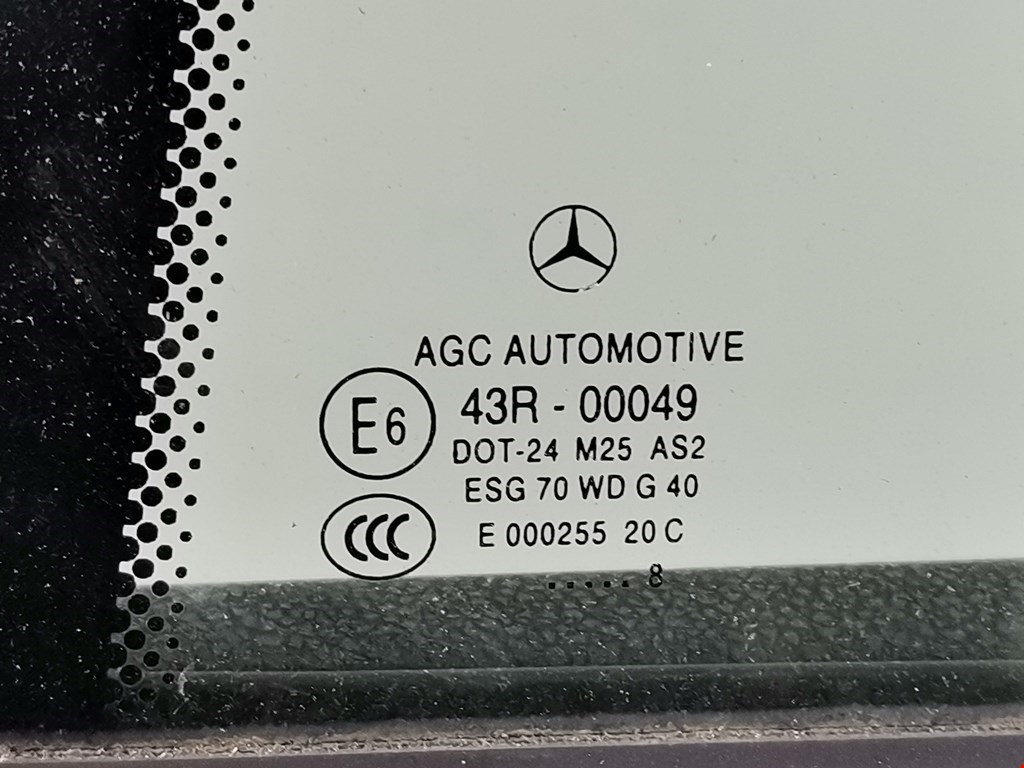 AGC AUTOMOTIVE
E6
43R - 00049
DOT-24 M25 AS2
ESG 70 WD G 40
CCC
E 000255 20 C
..... 8